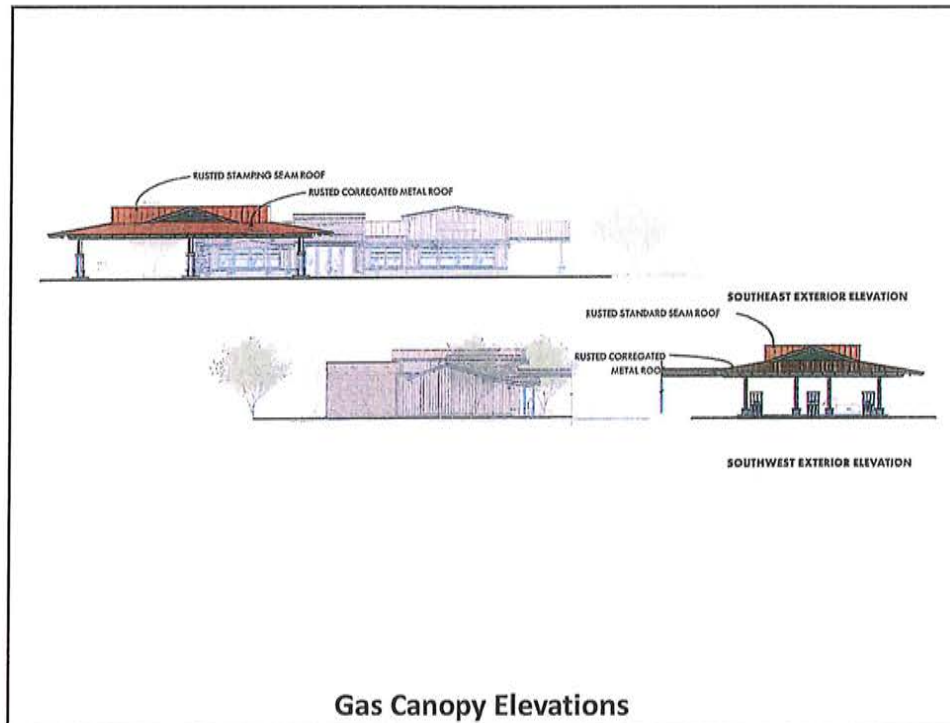 RUSTED STAMPING SEAM ROOF
RUSTED CORREGATED METAL ROOF
SOUTHEAST EXTERIOR ELEVATION
RUSTED STANDARD SEAM ROOF
RUSTED CORREGATED
METAL ROOF
SOUTHWEST EXTERIOR ELEVATION
Gas Canopy Elevations